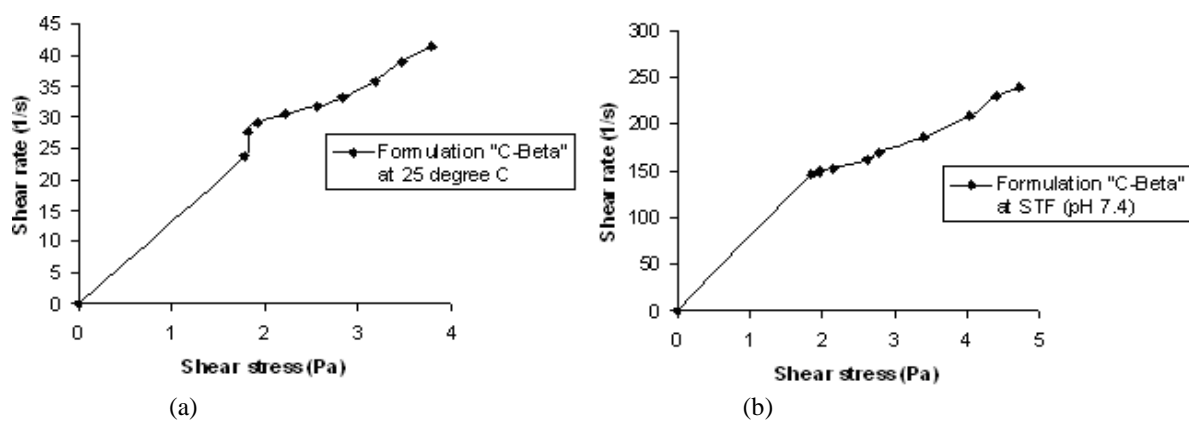 45
40
35
30
25
20
15
10
5
0
Shear rate (1/s)
0 1 2 3 4
Shear stress (Pa)
Formulation "C-Beta"
at 25 degree C
(a)
300
250
200
150
100
50
0
Shear rate (1/s)
0 1 2 3 4 5
Shear stress (Pa)
Formulation "C-Beta"
at STF (pH 7.4)
(b)